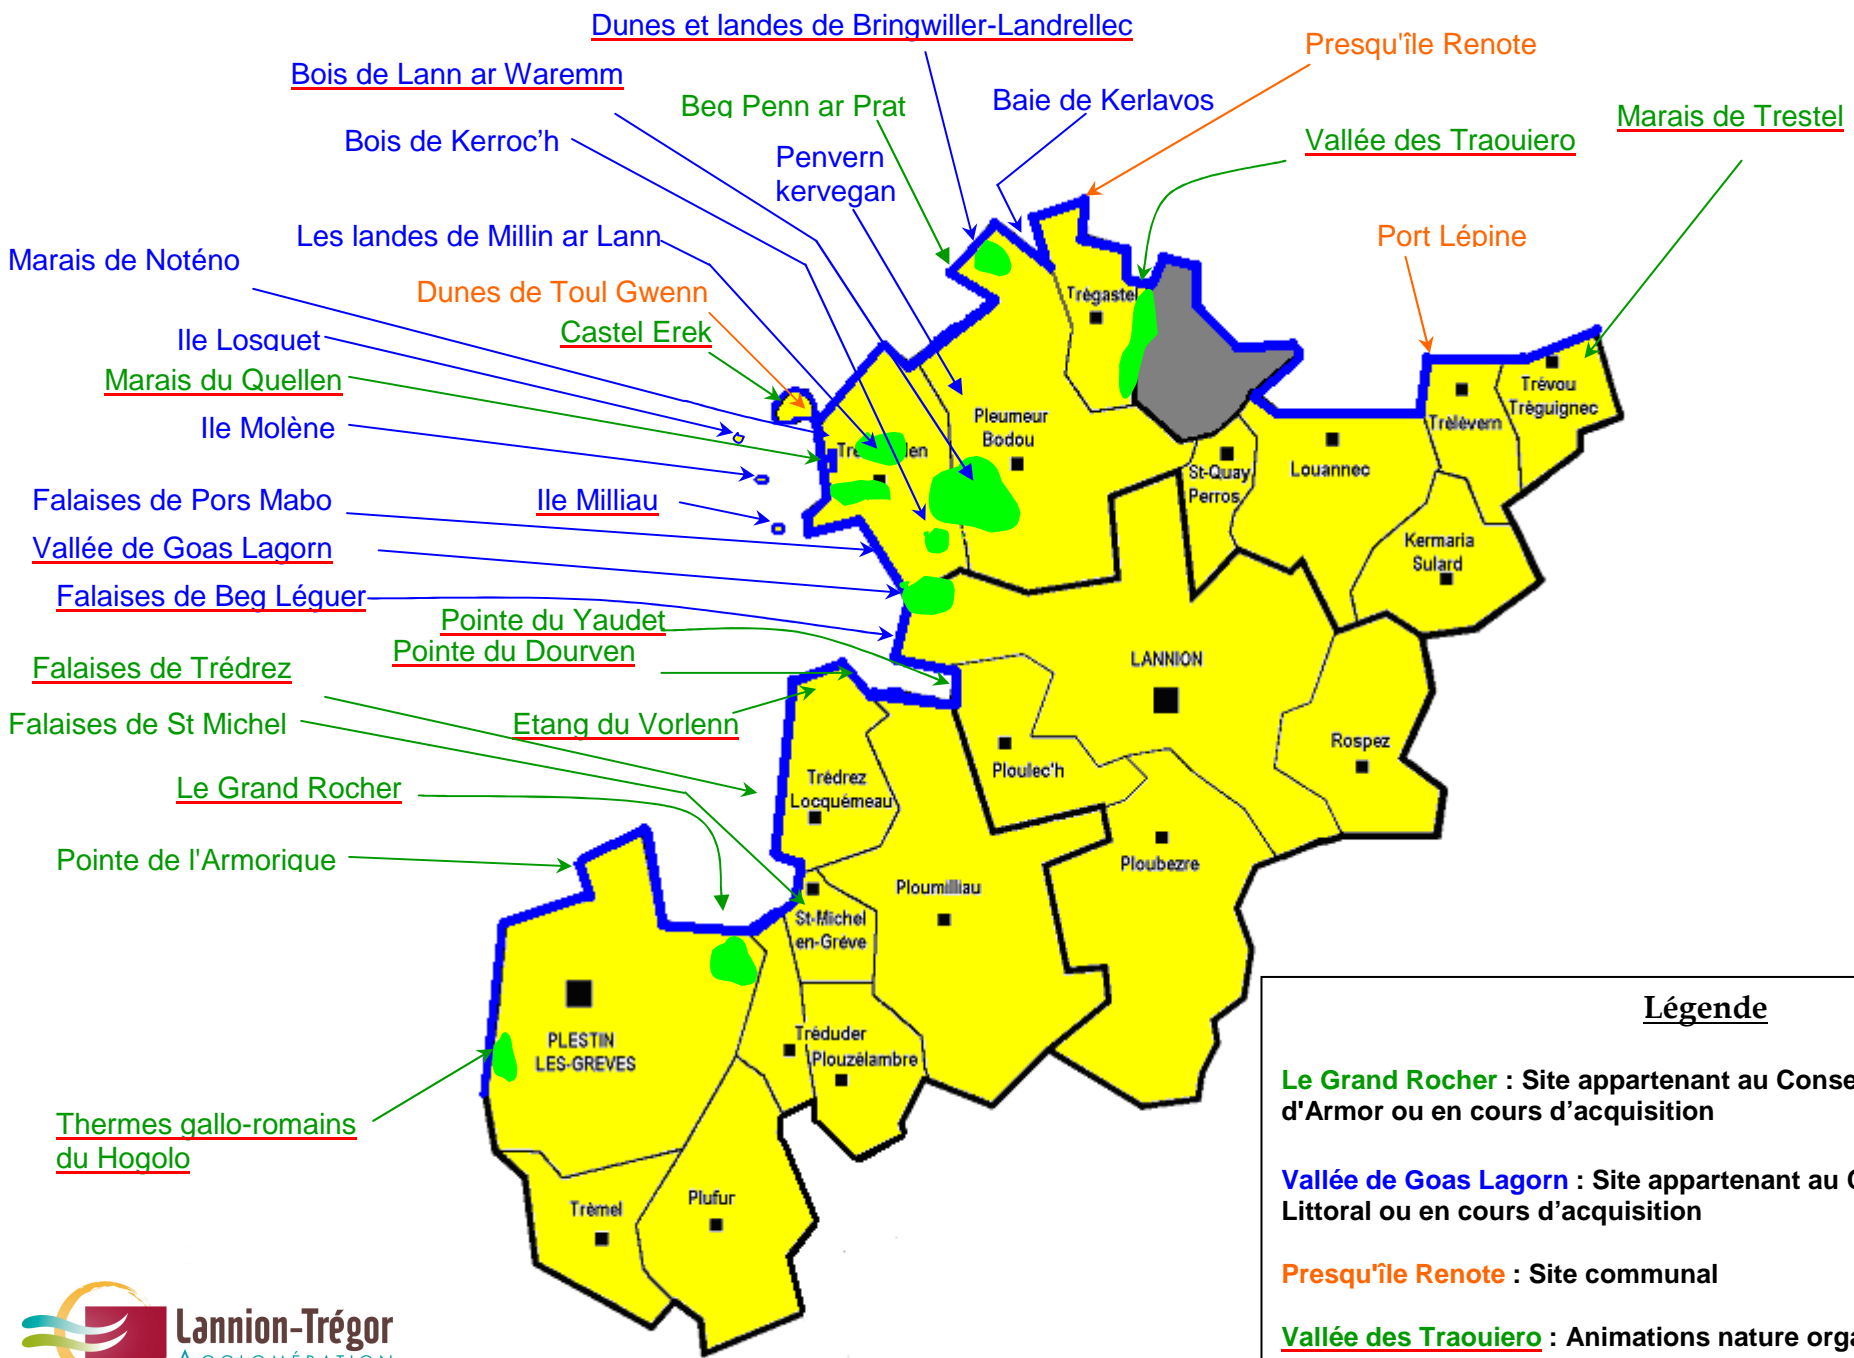 Dunes et landes de Bringwiller-Landrellec
Presqu'île Renote
Bois de Lann ar Waremm
Beg Penn ar Prat
Baie de Kerlavos
Marais de Trestel
Bois de Kerroc'h
Vallée des Traouiero
Penvern
kervegan
Les landes de Millin ar Lann
Port Lépine
Marais de Noténo
Dunes de Toul Gwenn
Castel Erek
Ile Losquet
Marais du Quellen
Ile Molène
Falaises de Pors Mabo
Ile Milliau
Vallée de Goas Lagorn
Falaises de Beg Léguer
Pointe du Yaudet
Pointe du Dourven
Falaises de Trédrez
Falaises de St Michel
Etang du Vorlenn
Le Grand Rocher
Pointe de l'Armorique
Thermes gallo-romains
du Hogolo
Trégastel
Pleumeur
Bodou
St-Quay
Perros
Louannec
Trélèvern
Trévou
Tréguignec
Kermaria
Sulard
LANNION
Rospez
Ploulec'h
Ploubezre
Trédrez
Locquémeau
Ploumilliau
St-Michel
en-Grève
PLESTIN
LES-GREVES
Tréduder
Plouzélambre
Trémel
Plufur
Légende
Le Grand Rocher : Site appartenant au Conse
d'Armor ou en cours d'acquisition
Vallée de Goas Lagorn : Site appartenant au C
Littoral ou en cours d'acquisition
Presqu'île Renote : Site communal
Vallée des Traouiero : Animations nature orga
Lannion-Trégor
AGGLOMÉRATION